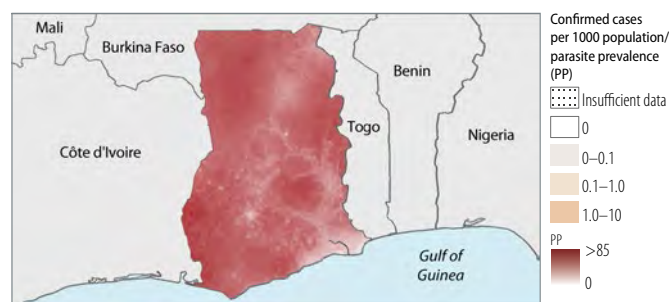 Mali
Burkina Faso
Benin
Togo
Côte d'Ivoire
Nigeria
Gulf of
Guinea
Confirmed cases
per 1000 population/
parasite prevalence
(PP)
Insufficient data
0
0–0.1
0.1–1.0
1.0–10
PP
>85
0